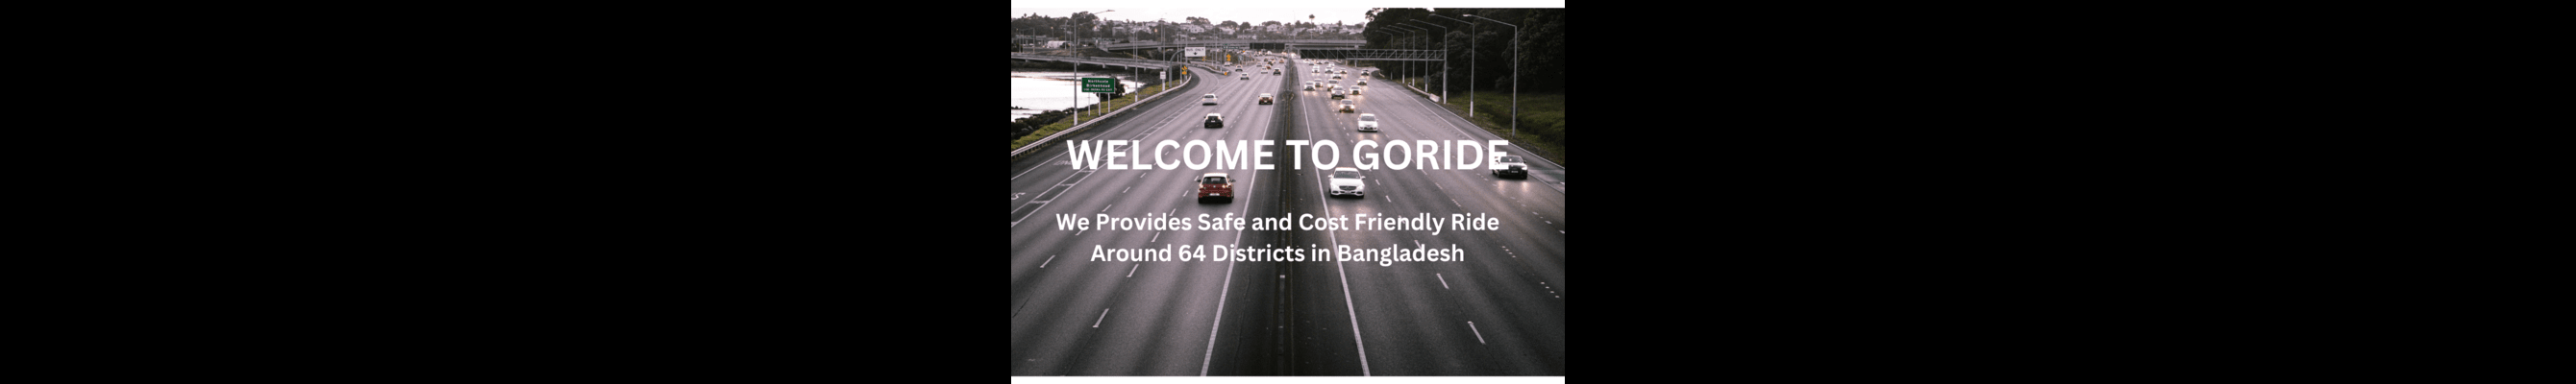 WELCOME TO GORIDE
We Provides Safe and Cost Friendly Ride
Around 64 Districts in Bangladesh